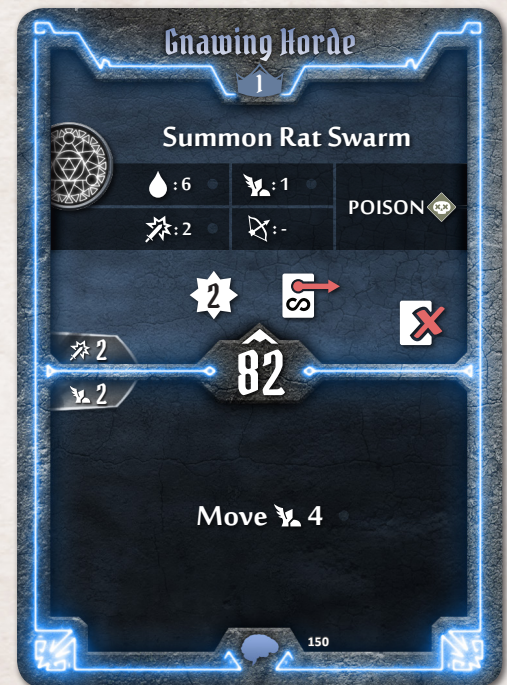 Gnawing Horde
1
Summon Rat Swarm
:6
:1
POISON
:2
:-
2
2
82
2
Move 4
150